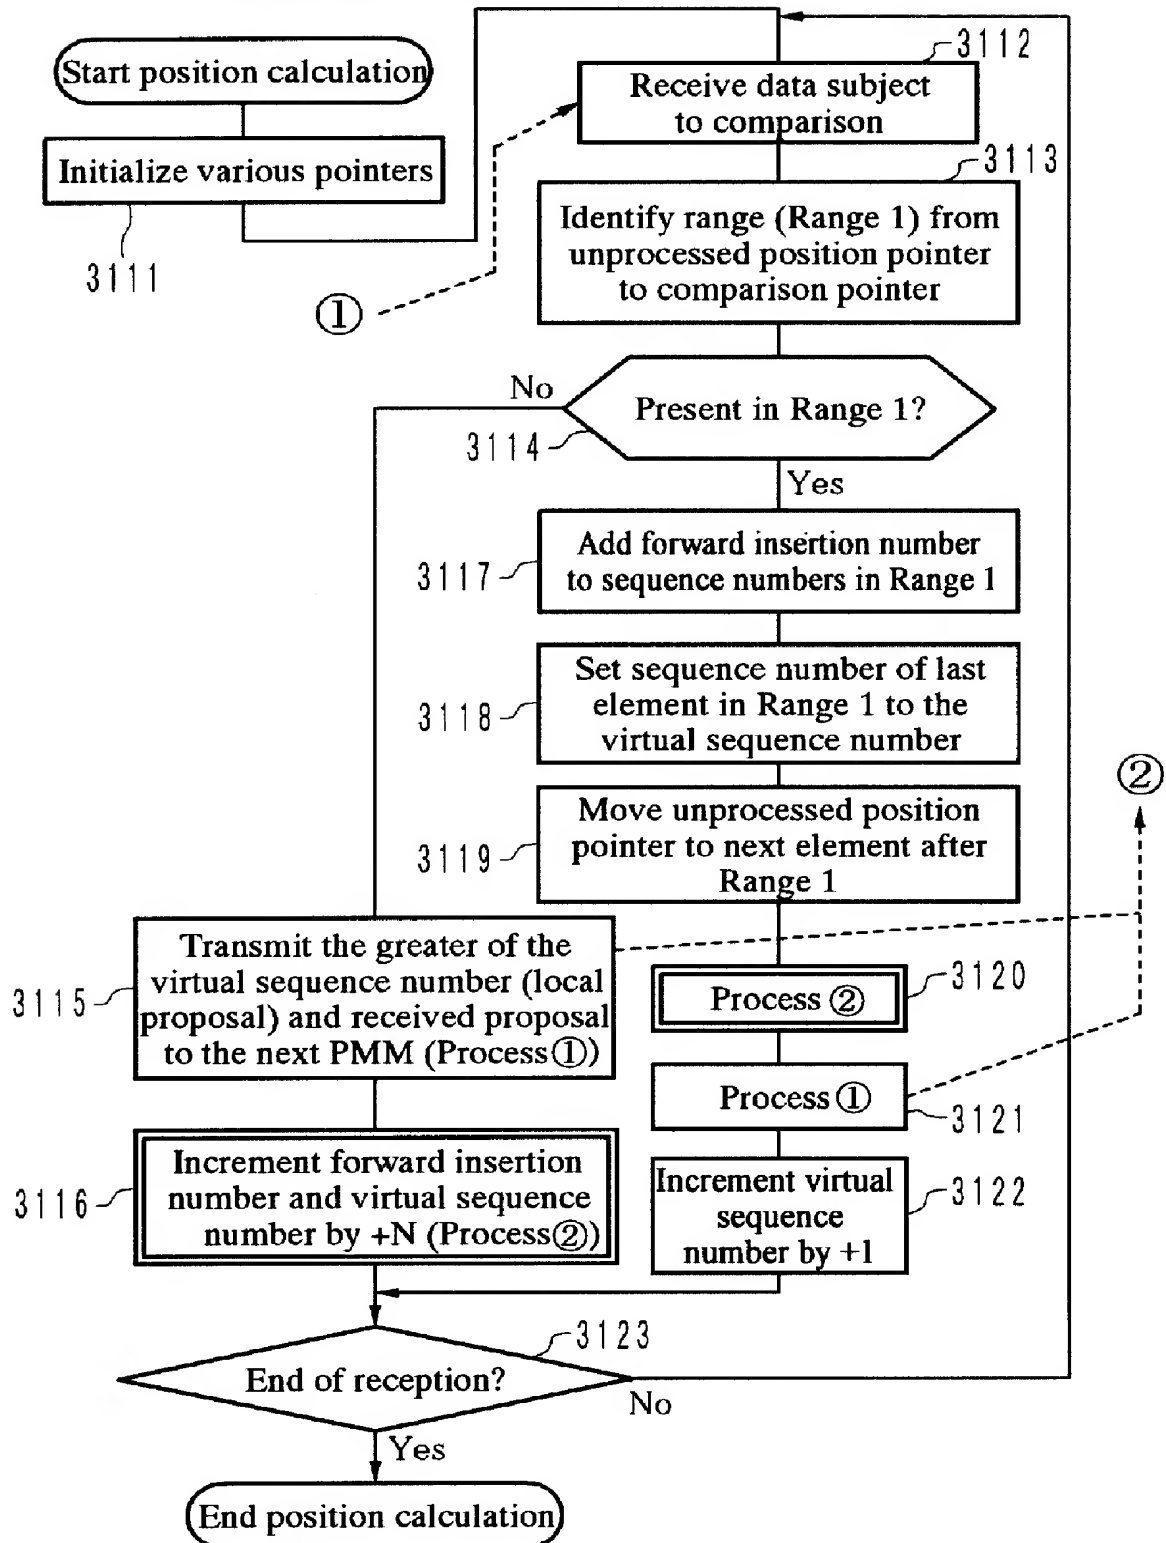 Start position calculation
Initialize various pointers
3111
3112
Receive data subject
to comparison
3113
Identify range (Range 1) from
unprocessed position pointer
to comparison pointer
①
No
Present in Range 1?
3114
Yes
Add forward insertion number
to sequence numbers in Range 1
3117
Set sequence number of last
element in Range 1 to the
virtual sequence number
3118
②
Move unprocessed position
pointer to next element after
Range 1
3119
Transmit the greater of the
virtual sequence number (local
proposal) and received proposal
to the next PMM (Process①)
3115
Process ②
3120
Process ①
3121
Increment forward insertion
number and virtual sequence
number by +N (Process②)
3116
Increment virtual
sequence
number by +1
3122
3123
End of reception?
No
Yes
End position calculation